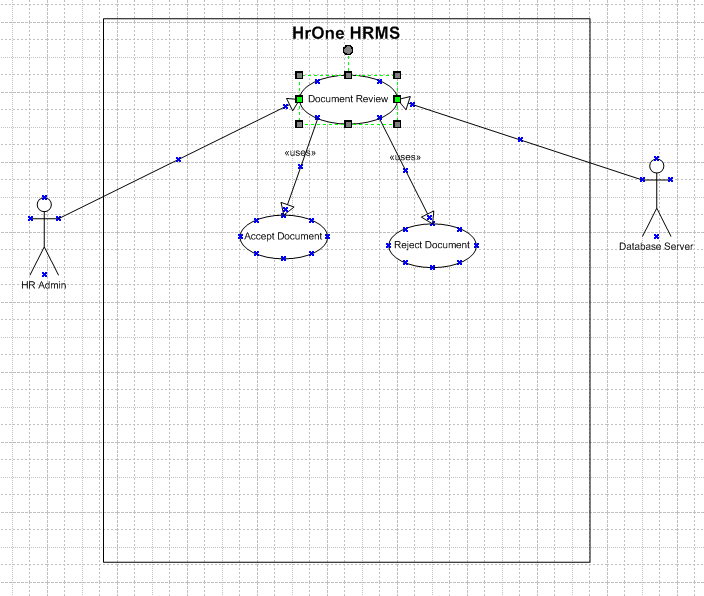 HrOne HRMS
Document Review
«uses»
«uses»
Accept Document
Reject Document
HR Admin
Database Server